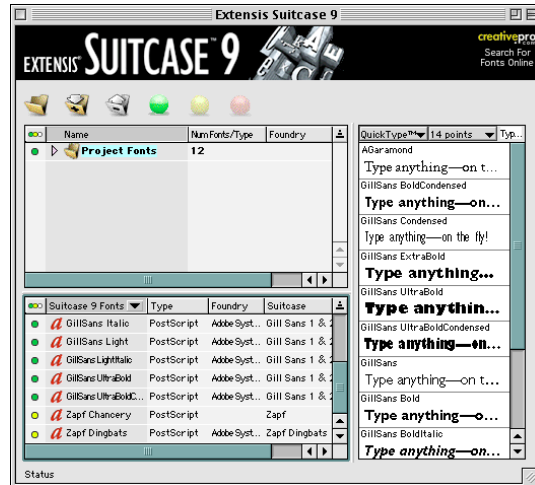 Extensis Suitcase 9
EXTENSIS® SUITCASE™ 9
creativepro.com
Search For
Fonts Online
Name NumFonts/Type Foundry
Project Fonts 12
Suitcase 9 Fonts Type Foundry Suitcase
GillSans Italic PostScript Adobe Syst... Gill Sans 1 & 2
GillSans Light PostScript Adobe Syst... Gill Sans 1 & 2
GillSans LightItalic PostScript Adobe Syst... Gill Sans 1 & 2
GillSans UltraBold PostScript Adobe Syst... Gill Sans 1 & 2
GillSans UltraBoldC... PostScript Adobe Syst... Gill Sans 1 & 2
Zapf Chancery PostScript Zapf
Zapf Dingbats PostScript Adobe Syst... Zapf Dingbats
QuickType™ 14 points Typ...
AGaramond
Type anything—on t...
GillSans BoldCondensed
Type anything—on...
GillSans Condensed
Type anything—on the fly!
GillSans ExtraBold
Type anything...
GillSans UltraBold
Type anythin...
GillSans UltraBoldCondensed
Type anything—on...
GillSans
Type anything—on t...
GillSans Bold
Type anything—o...
GillSans BoldItalic
Type anything—on...
Status